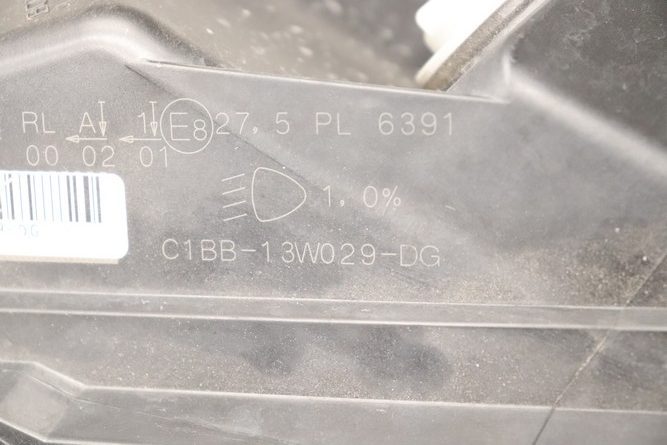 RL A 1 E8 27,5 PL 6391
00 02 01
1,0%
C1BB-13W029-DG